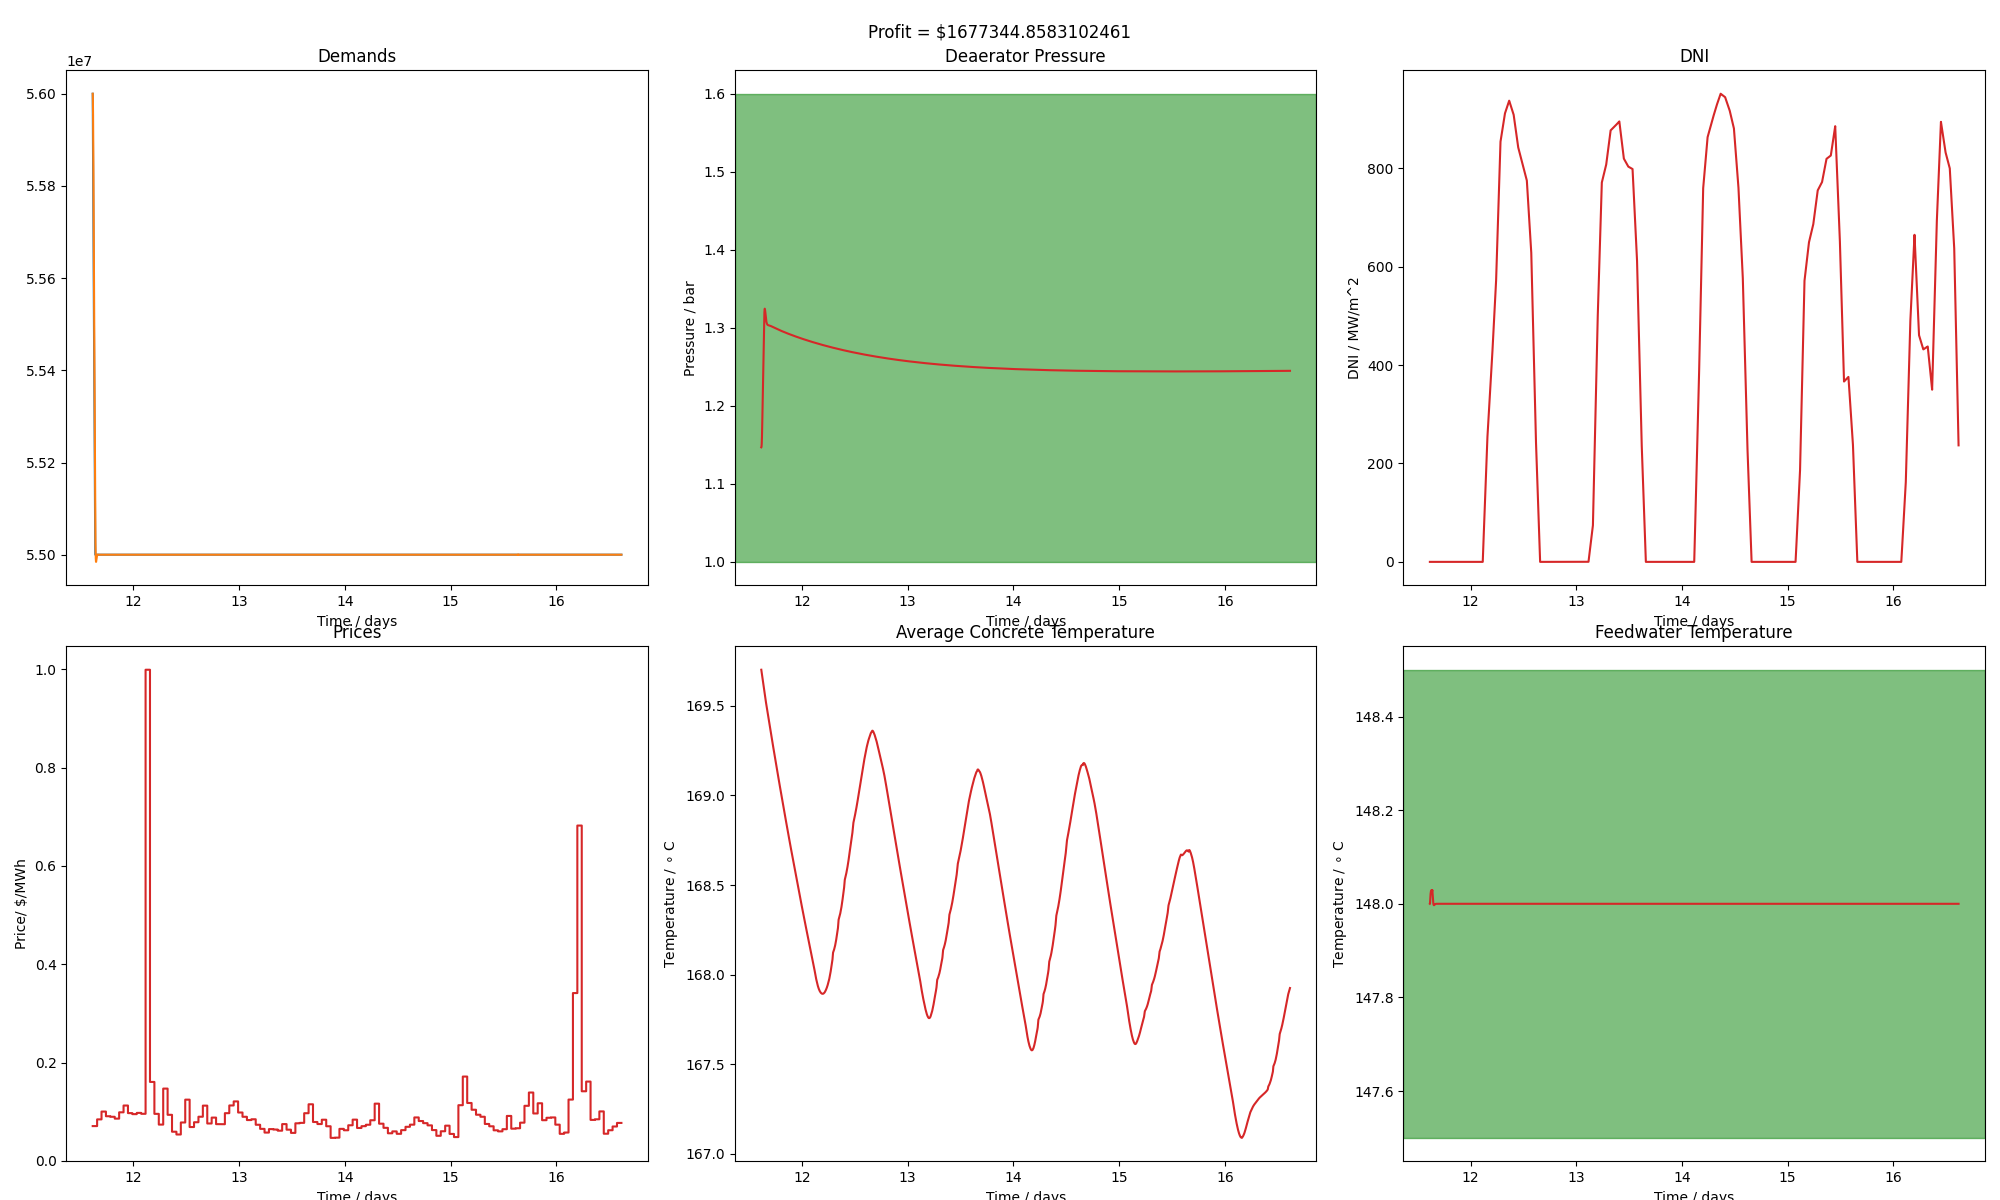 Profit = $1677344.8583102461
Demands
1e7
5.60
5.58
5.56
5.54
5.52
5.50
12 13 14 15 16
Time / days
Deaerator Pressure
Pressure / bar
1.6
1.5
1.4
1.3
1.2
1.1
1.0
12 13 14 15 16
Time / days
DNI
DNI / MW/m^2
800
600
400
200
0
12 13 14 15 16
Time / days
Prices
Price/ $/MWh
1.0
0.8
0.6
0.4
0.2
0.0
12 13 14 15 16
Time / days
Average Concrete Temperature
Temperature / ∘ C
169.5
169.0
168.5
168.0
167.5
167.0
12 13 14 15 16
Time / days
Feedwater Temperature
Temperature / ∘ C
148.4
148.2
148.0
147.8
147.6
12 13 14 15 16
Time / days